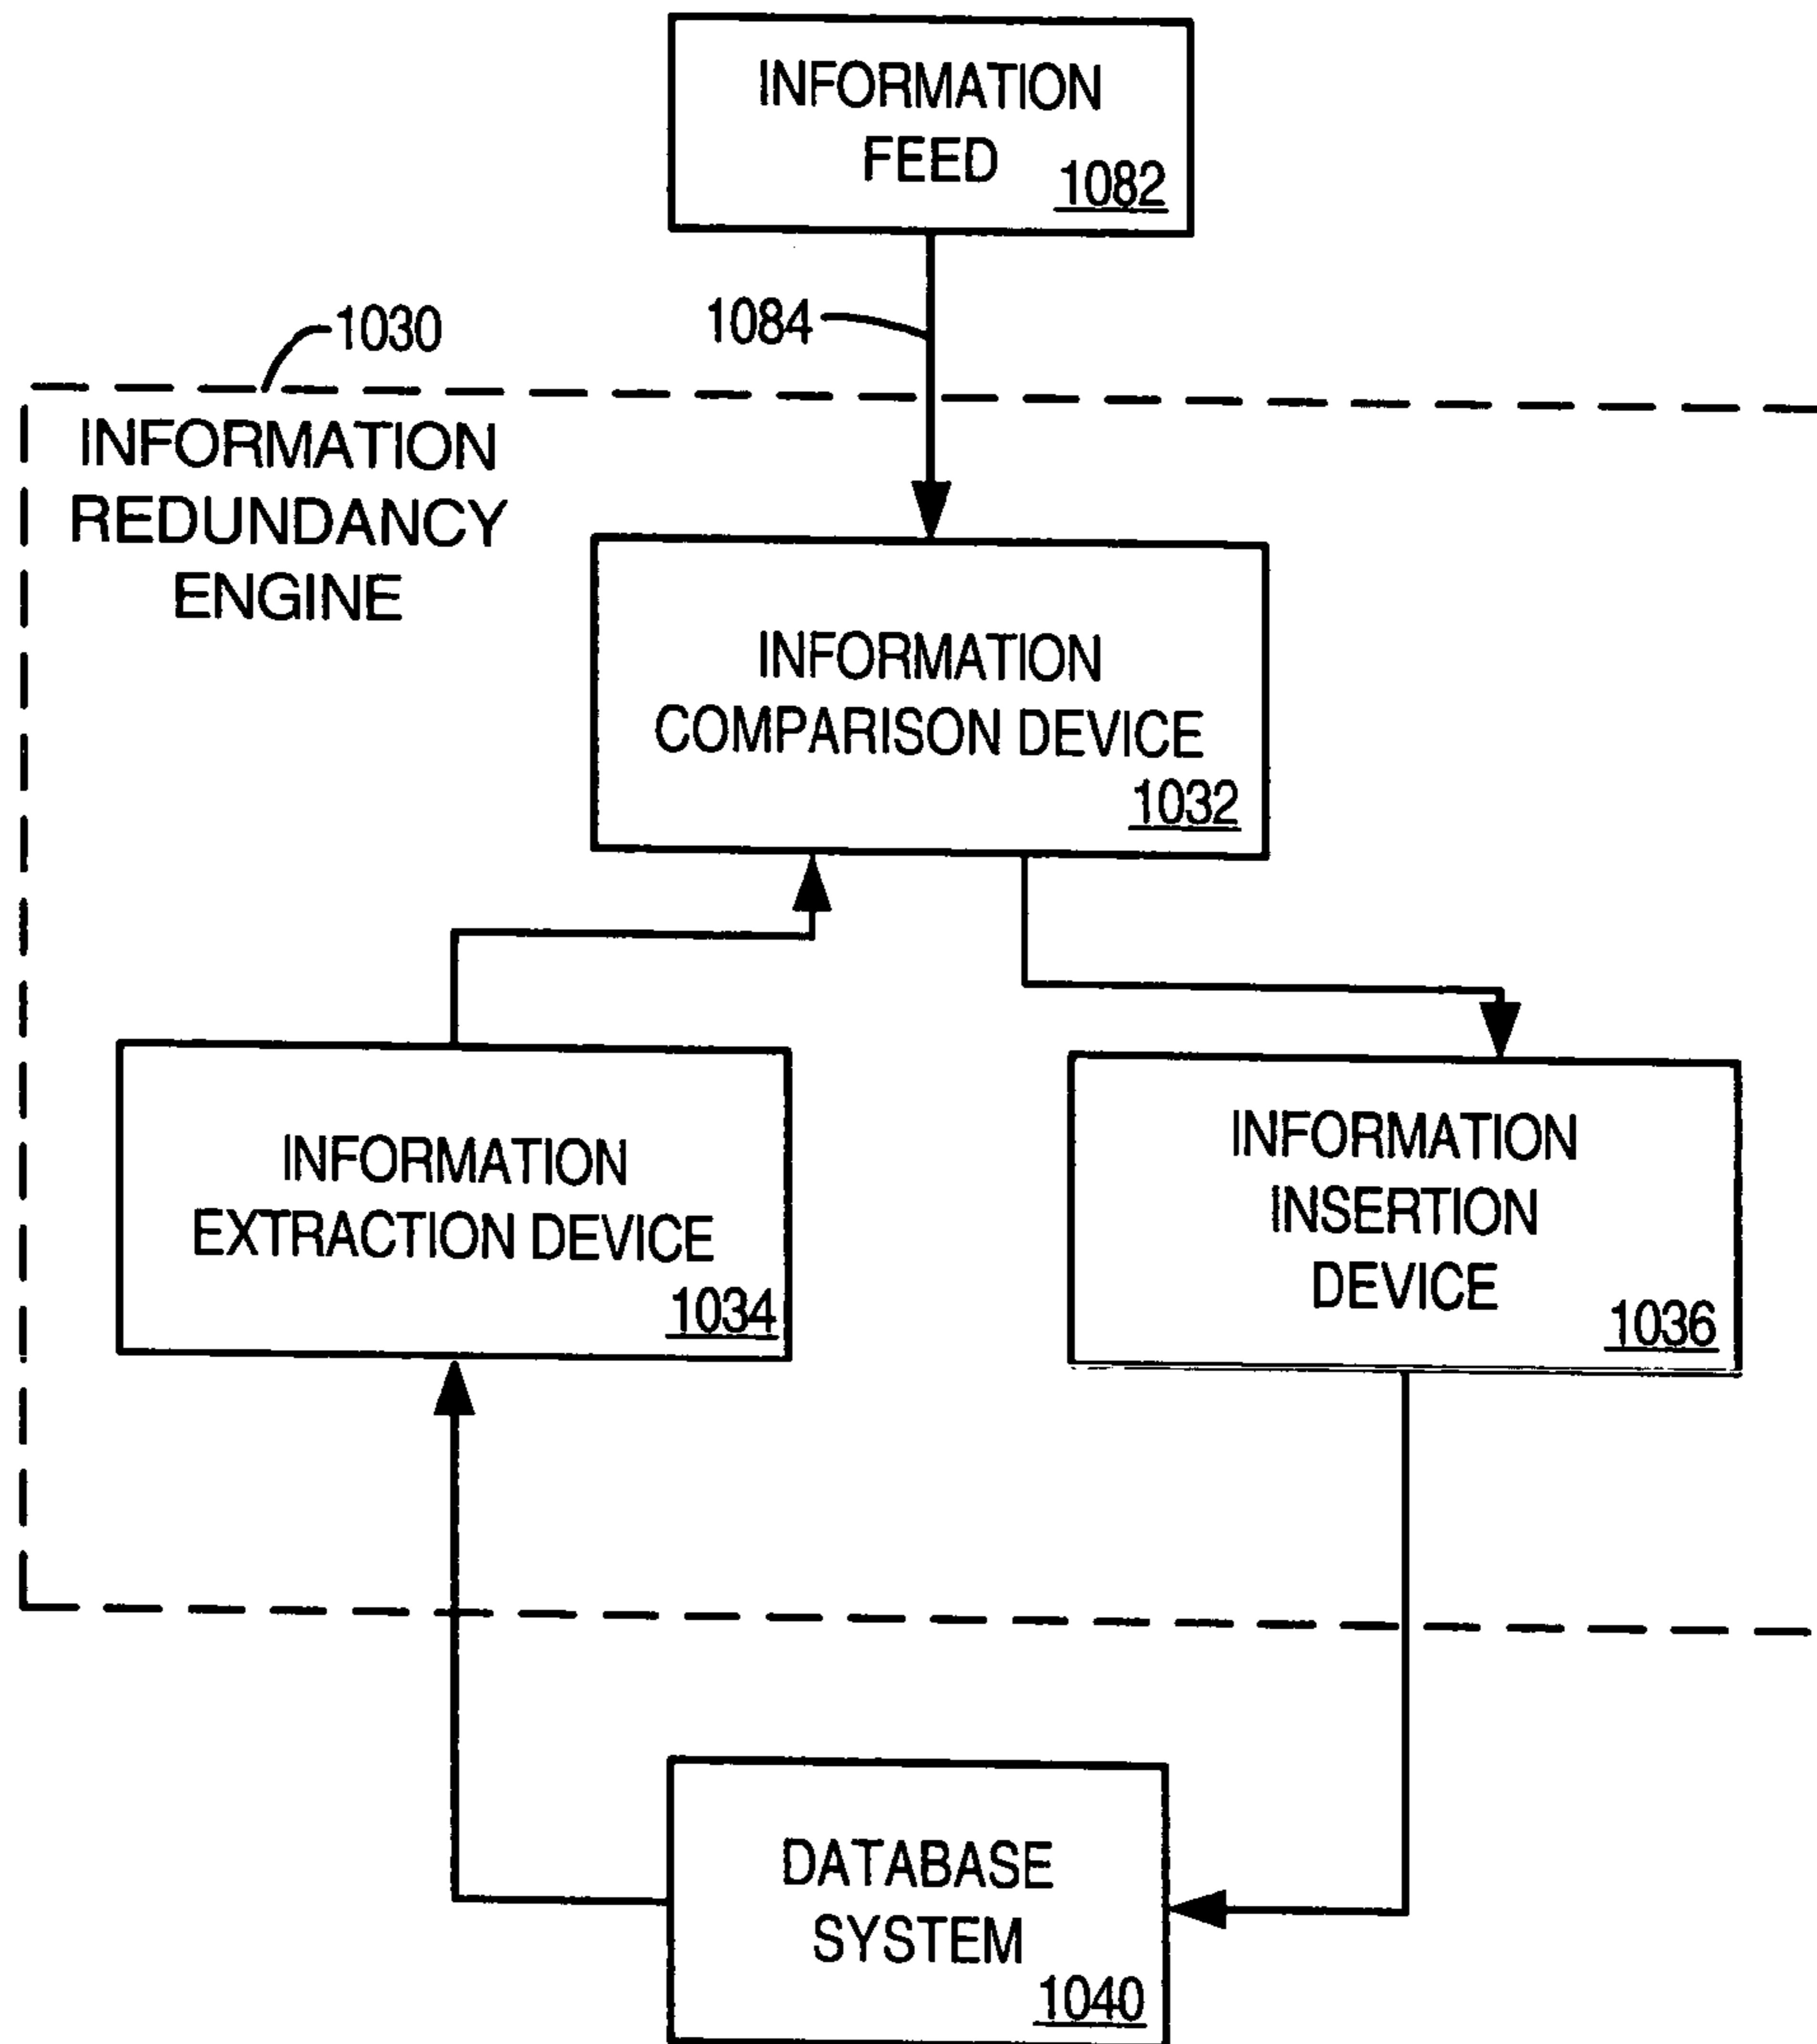 INFORMATION
FEED
1082
1030
1084
INFORMATION
REDUNDANCY
ENGINE
INFORMATION
COMPARISON DEVICE
1032
INFORMATION
EXTRACTION DEVICE
1034
INFORMATION
INSERTION
DEVICE
1036
DATABASE
SYSTEM
1040